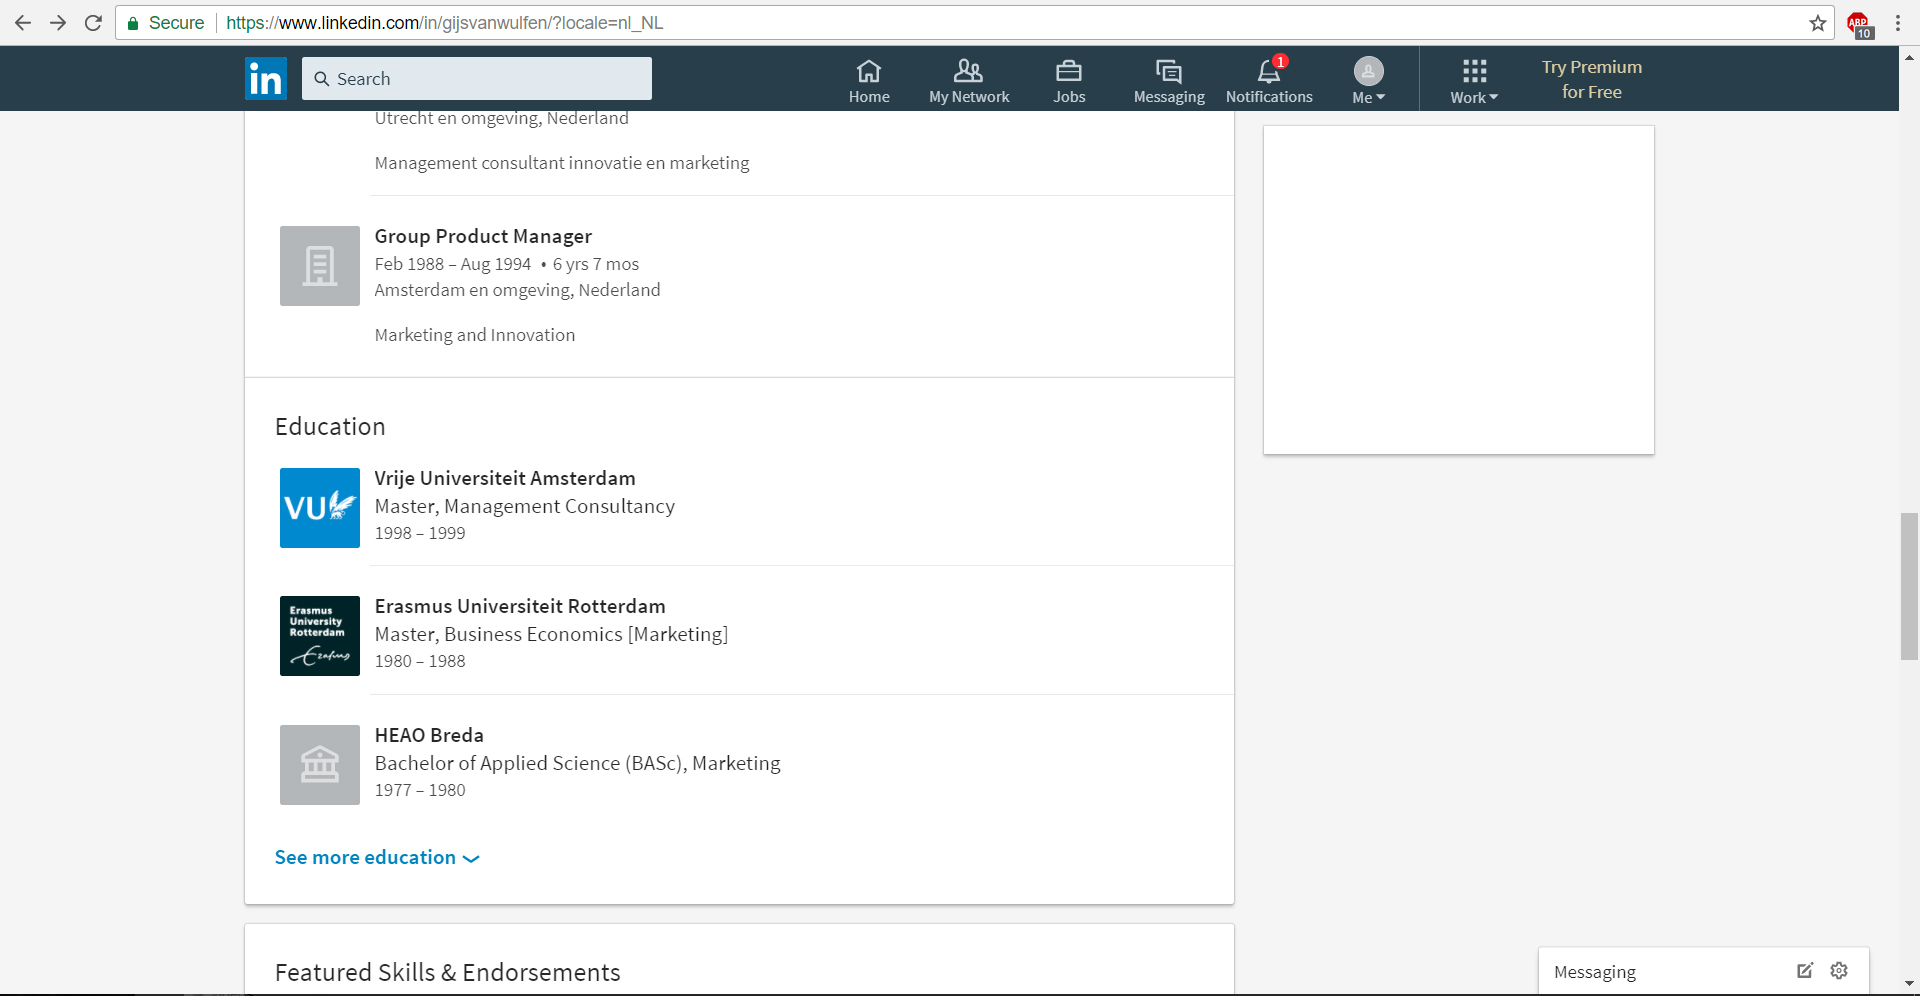 Secure https://www.linkedin.com/in/gijsvanwulfen/?locale=nl_NL
ABP
10
in Search
Home
My Network
Jobs
Messaging
1
Notifications
Me
Work
Try Premium
for Free
Utrecht en omgeving, Nederland
Management consultant innovatie en marketing
Group Product Manager
Feb 1988 – Aug 1994 • 6 yrs 7 mos
Amsterdam en omgeving, Nederland
Marketing and Innovation
Education
VU
Vrije Universiteit Amsterdam
Master, Management Consultancy
1998 – 1999
Erasmus
University
Rotterdam
Erasmus
Erasmus Universiteit Rotterdam
Master, Business Economics [Marketing]
1980 – 1988
HEAO Breda
Bachelor of Applied Science (BASc), Marketing
1977 – 1980
See more education
Featured Skills & Endorsements
Messaging